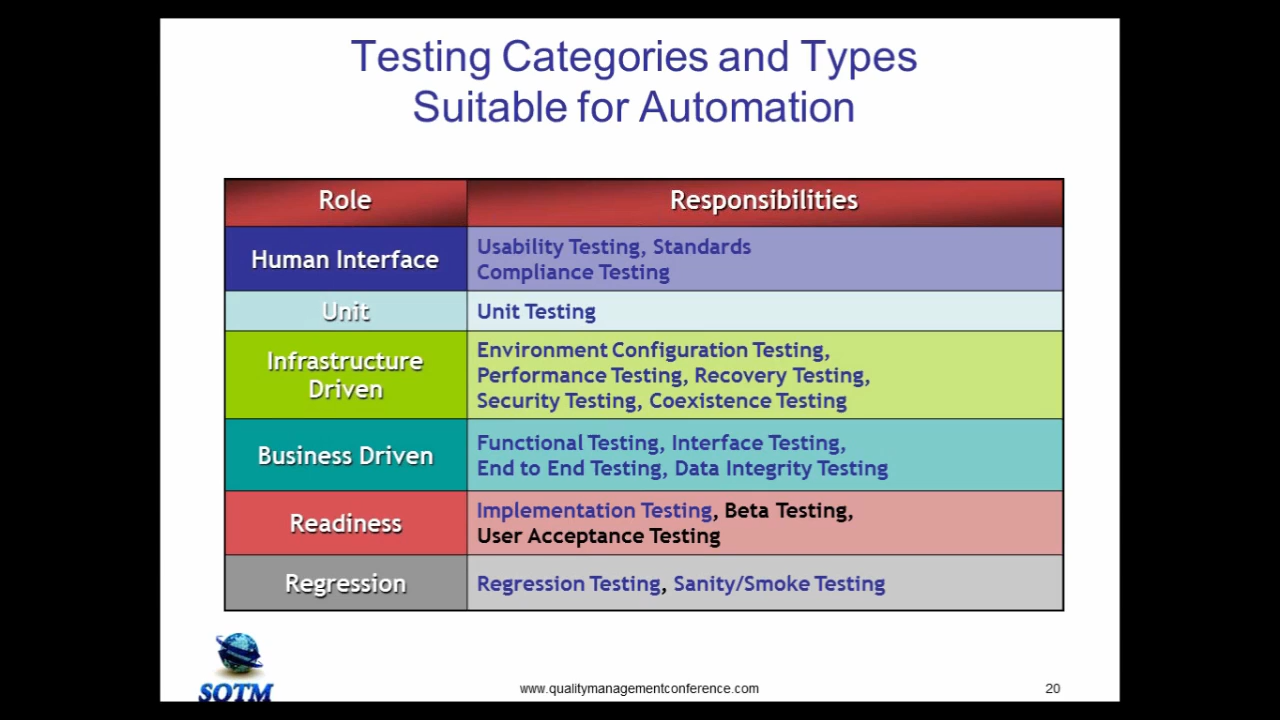 Testing Categories and Types
Suitable for Automation
Role
Responsibilities
Human Interface
Usability Testing, Standards
Compliance Testing
Unit
Unit Testing
Infrastructure
Driven
Environment Configuration Testing,
Performance Testing, Recovery Testing,
Security Testing, Coexistence Testing
Business Driven
Functional Testing, Interface Testing,
End to End Testing, Data Integrity Testing
Readiness
Implementation Testing, Beta Testing,
User Acceptance Testing
Regression
Regression Testing, Sanity/Smoke Testing
SQTM
www.qualitymanagementconference.com
20